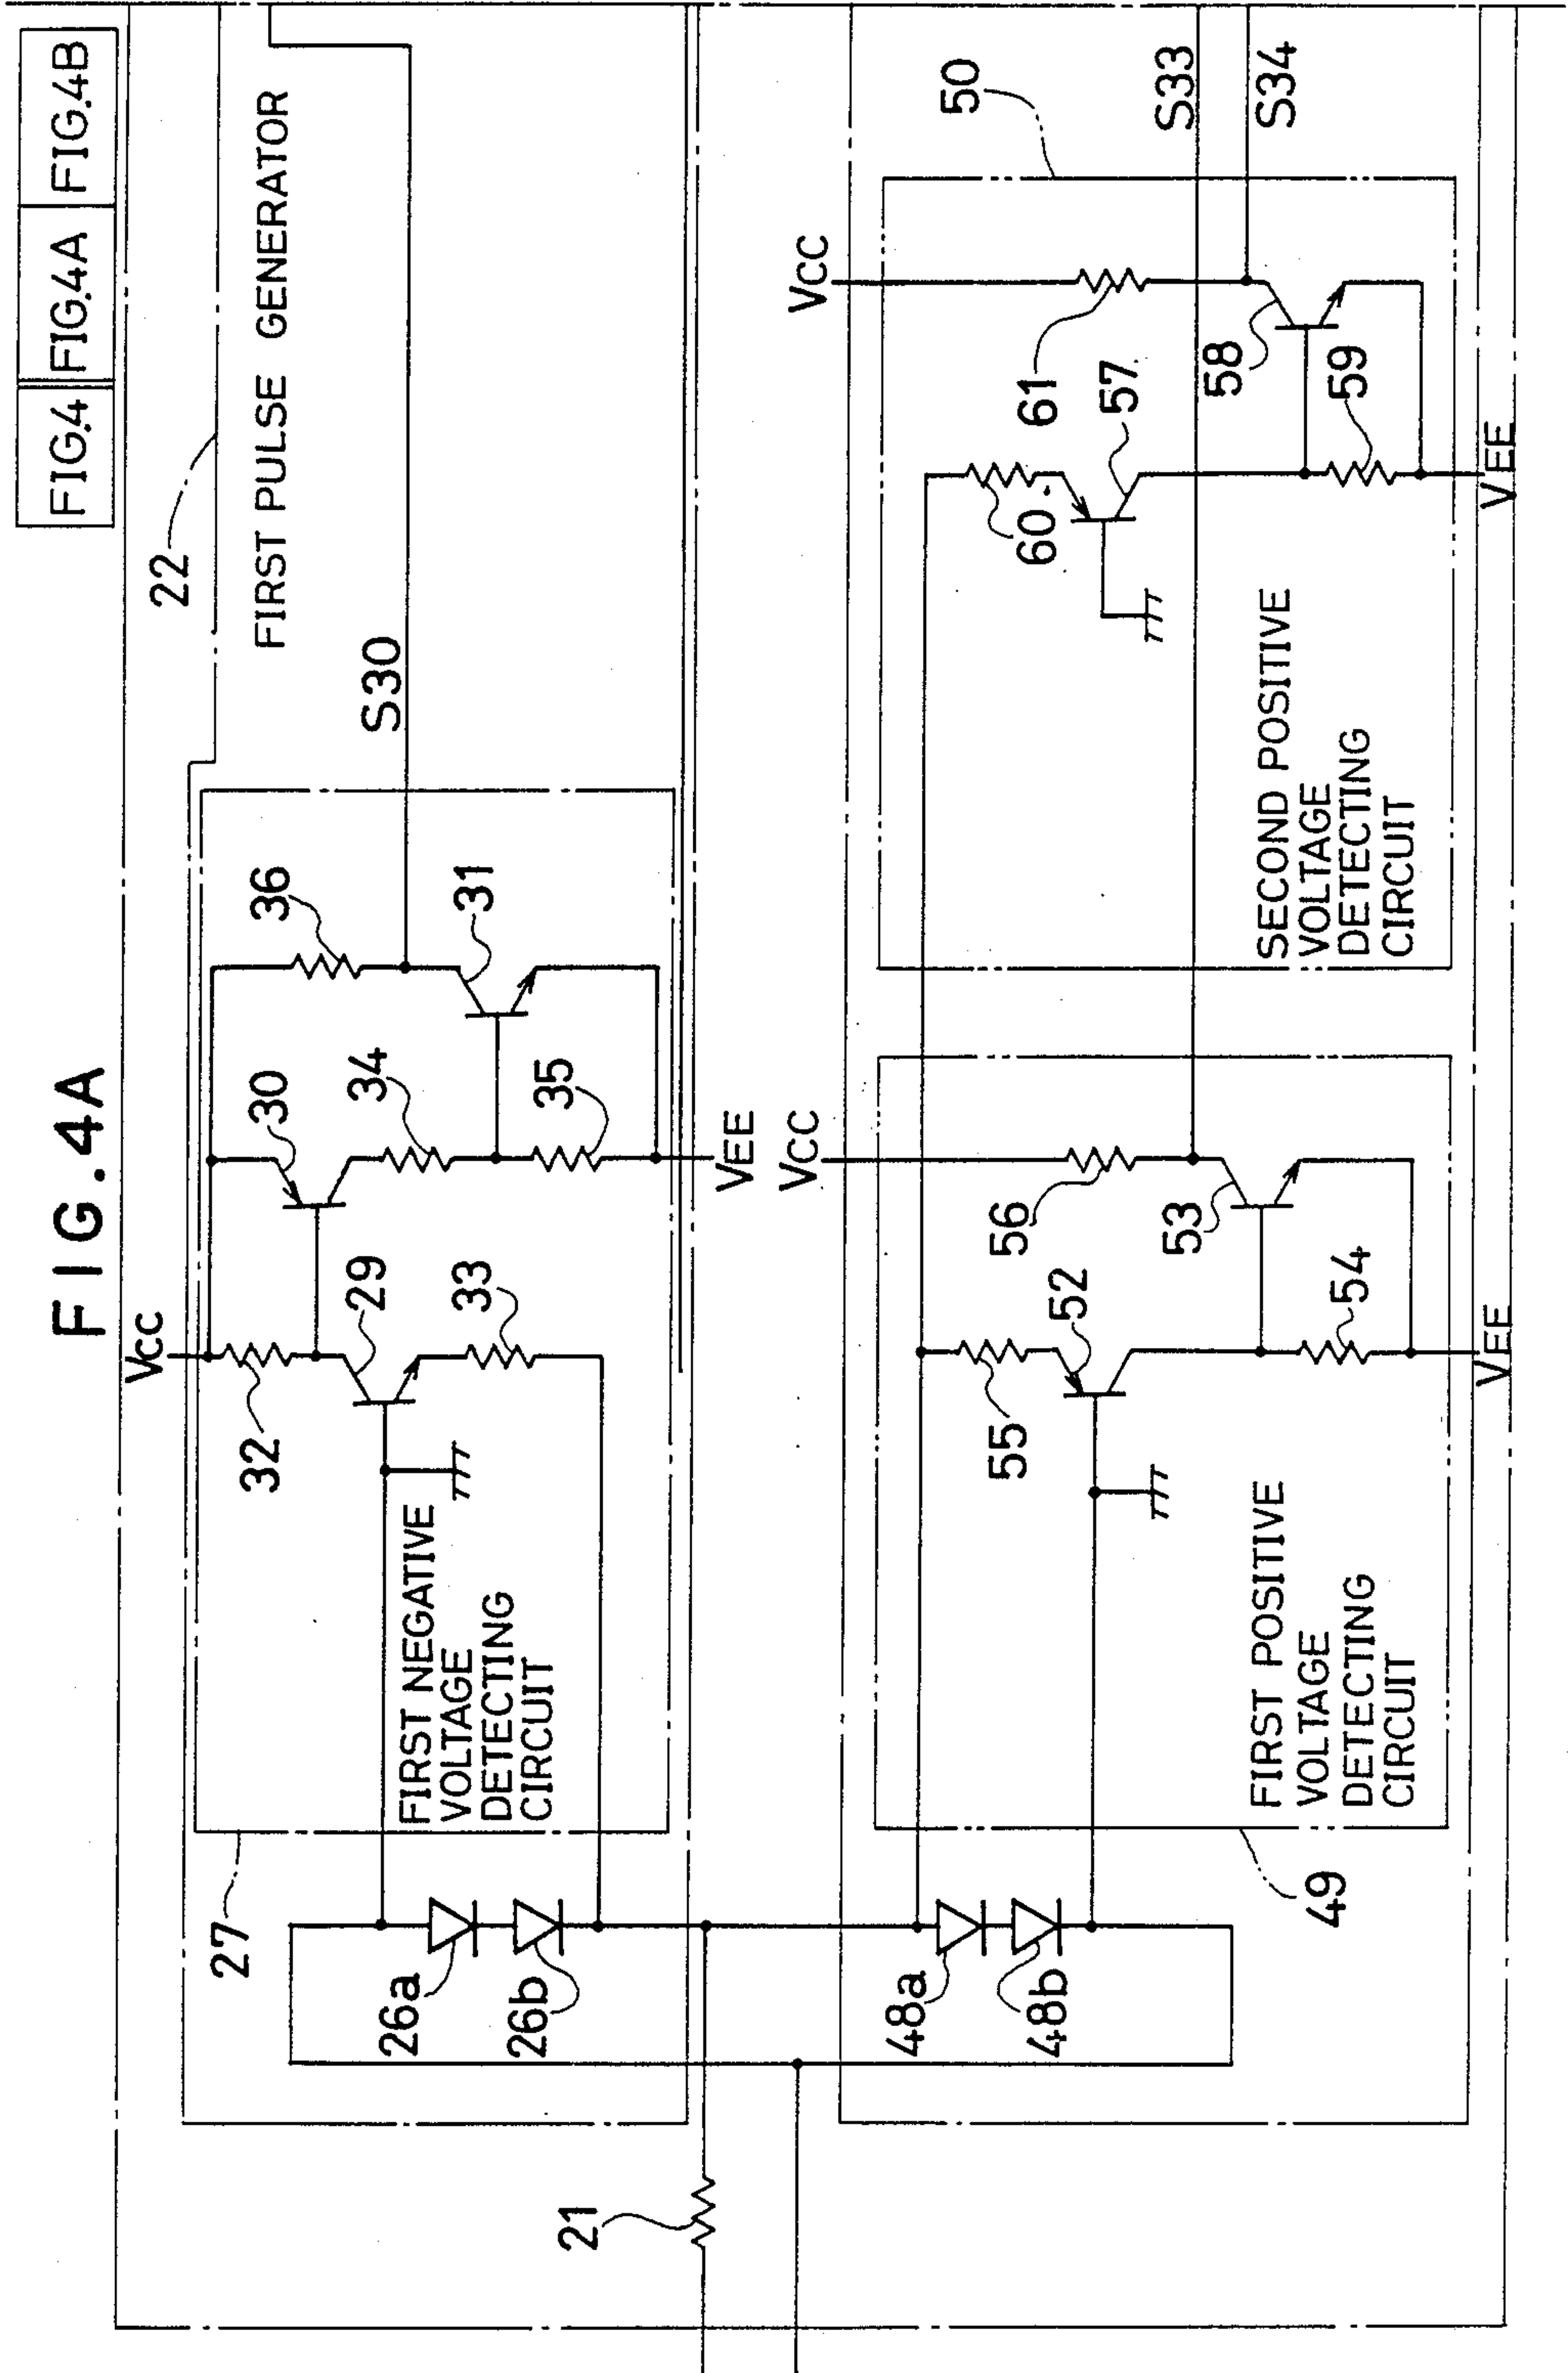 FIG. 4A
FIG.4
FIG.4A
FIG.4B
22
FIRST PULSE GENERATOR
27
FIRST NEGATIVE
VOLTAGE
DETECTING
CIRCUIT
VCC
32
29
33
30
34
35
36
31
S30
VEE
26a
26b
21
48a
48b
49
FIRST POSITIVE
VOLTAGE
DETECTING
CIRCUIT
VCC
55
52
56
53
54
VEE
50
SECOND POSITIVE
VOLTAGE
DETECTING
CIRCUIT
VCC
60
57
61
58
59
VEE
S33
S34